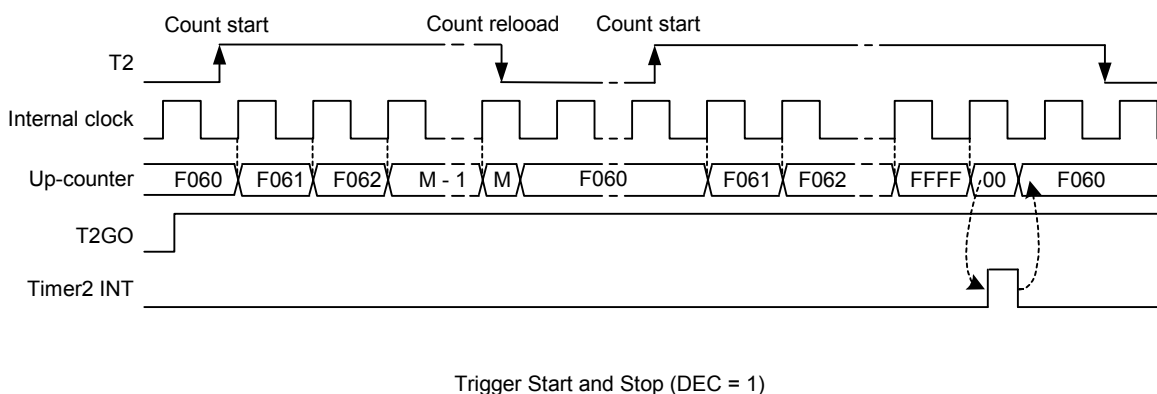 Count start Count relooad Count start
T2
Internal clock
Up-counter F060 F061 F062 M - 1 M F060 F061 F062 FFFF 00 F060
T2GO
Timer2 INT
Trigger Start and Stop (DEC = 1)